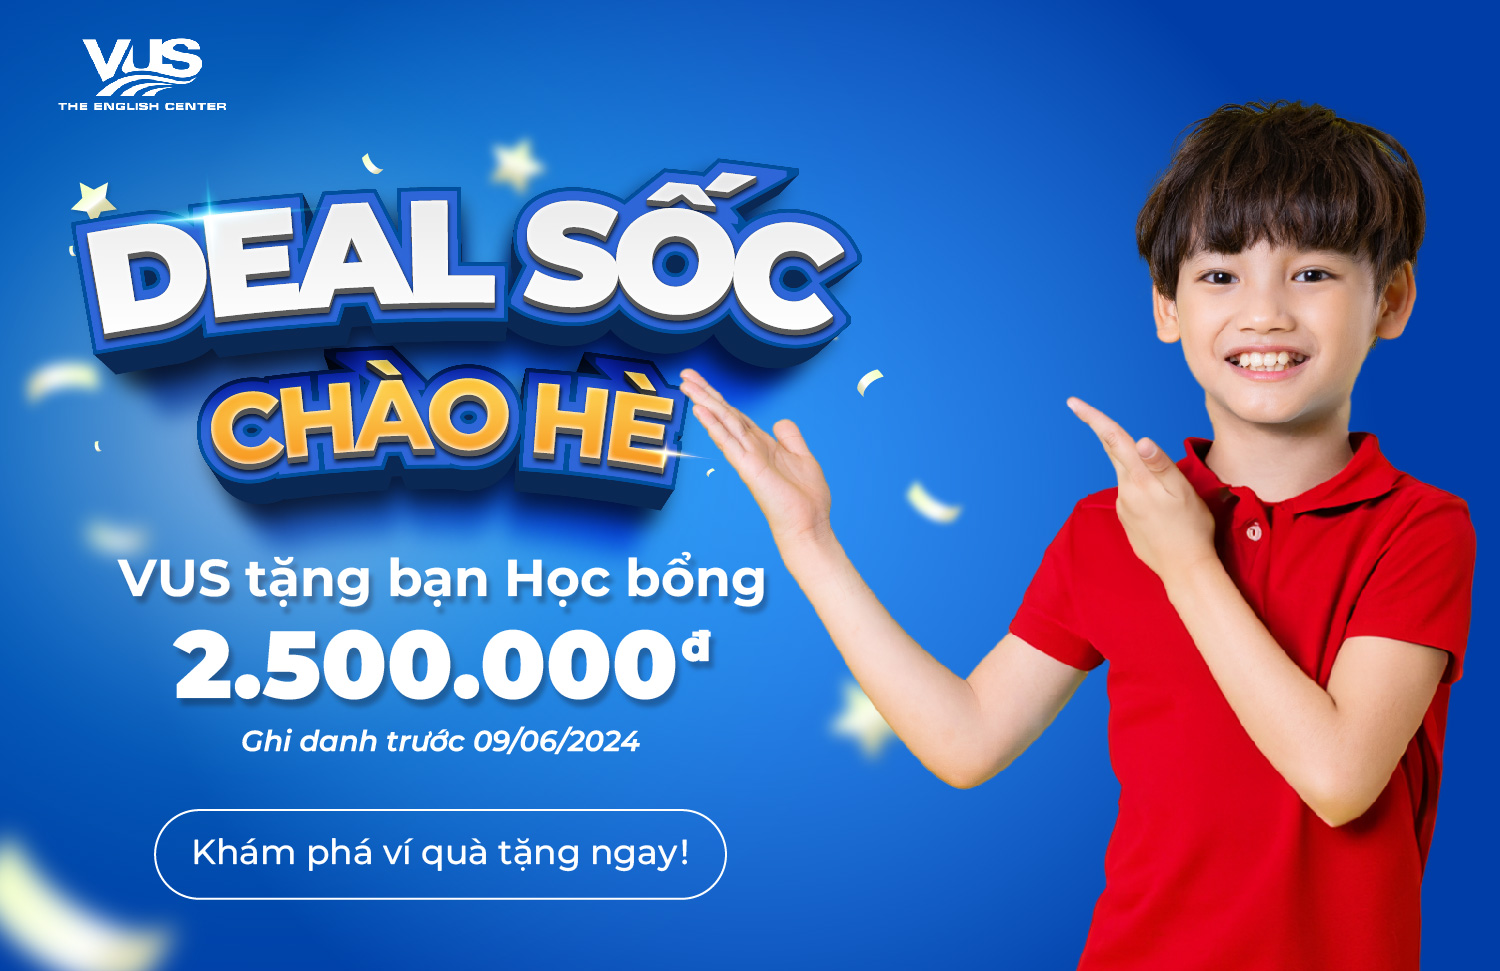 VUS
THE ENGLISH CENTER
DEAL SỐC
CHÀO HÈ
VUS tặng bạn Học bổng
2.500.000đ
Ghi danh trước 09/06/2024
Khám phá ví quà tặng ngay!